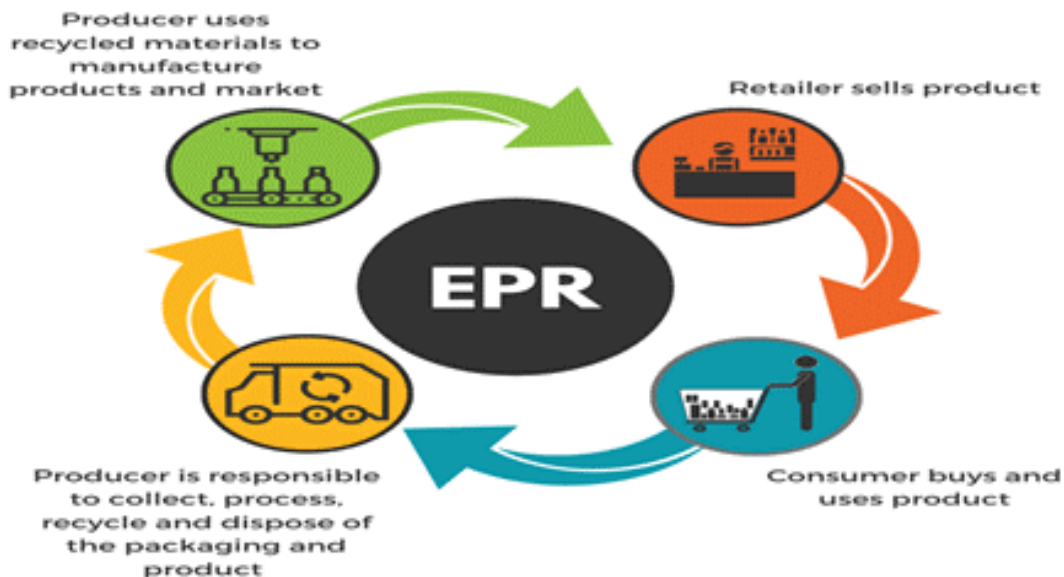 Producer uses
recycled materials to
manufacture
products and market
Retailer sells product
EPR
Producer is responsible
to collect, process,
recycle and dispose of
the packaging and
product
Consumer buys and
uses product